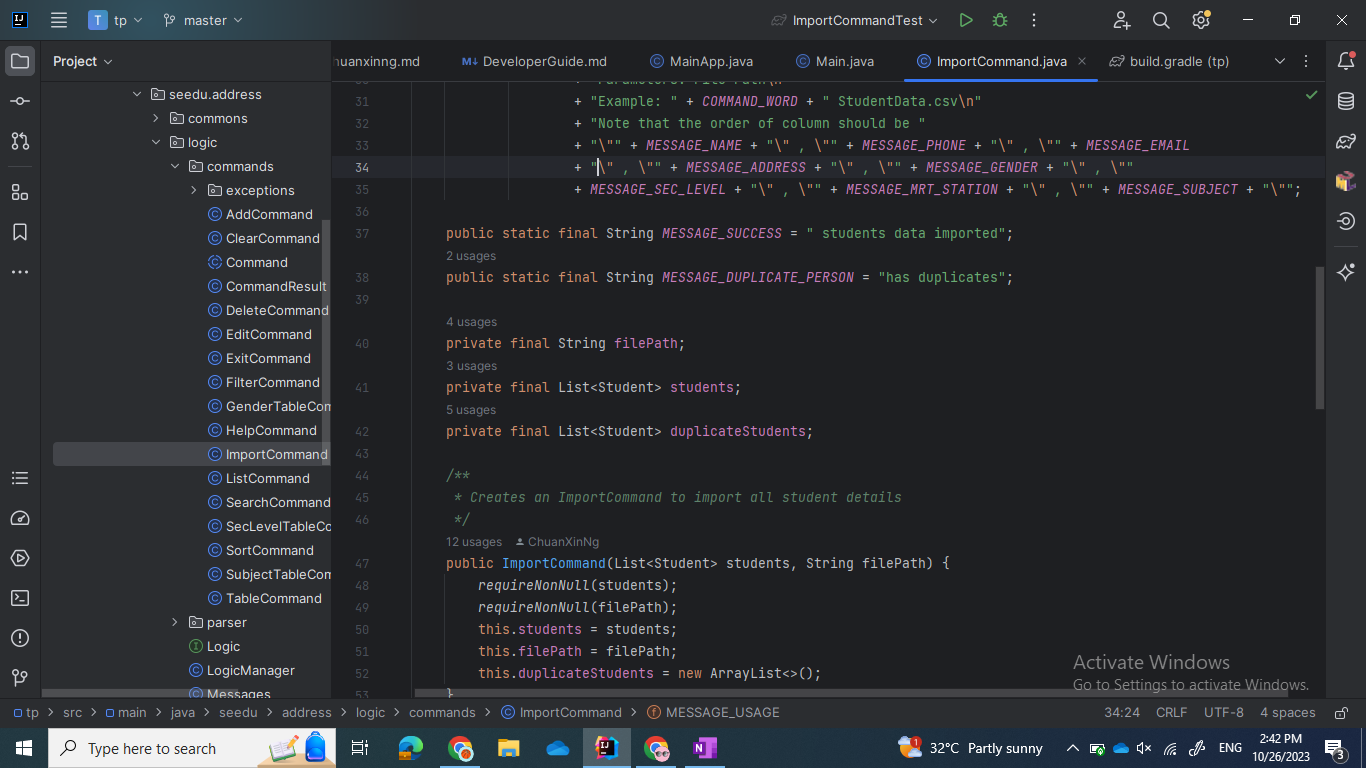 IJ T tp master ImportCommandTest
Project huanxinng.md M↓ DeveloperGuide.md MainApp.java Main.java ImportCommand.java build.gradle (tp)
seedu.address
commons
logic
commands
exceptions
AddCommand
ClearCommand
Command
CommandResult
DeleteCommand
EditCommand
ExitCommand
FilterCommand
GenderTableCom
HelpCommand
ImportCommand
ListCommand
SearchCommand
SecLevelTableCo
SortCommand
SubjectTableCom
TableCommand
parser
Logic
LogicManager
Messages
30 + "Parameters: File Path\n"
31 + "Example: " + COMMAND_WORD + " StudentData.csv\n"
32 + "Note that the order of column should be "
33 + "\"" + MESSAGE_NAME + "\" , \"" + MESSAGE_PHONE + "\" , \"" + MESSAGE_EMAIL
34 + "\" , \"" + MESSAGE_ADDRESS + "\" , \"" + MESSAGE_GENDER + "\" , \""
35 + MESSAGE_SEC_LEVEL + "\" , \"" + MESSAGE_MRT_STATION + "\" , \"" + MESSAGE_SUBJECT + "\"";
36
37 public static final String MESSAGE_SUCCESS = " students data imported";
2 usages
38 public static final String MESSAGE_DUPLICATE_PERSON = "has duplicates";
39
4 usages
40 private final String filePath;
3 usages
41 private final List<Student> students;
5 usages
42 private final List<Student> duplicateStudents;
43
44 /**
45 * Creates an ImportCommand to import all student details
46 */
12 usages ChuanXinNg
47 public ImportCommand(List<Student> students, String filePath) {
48 requireNonNull(students);
49 requireNonNull(filePath);
50 this.students = students;
51 this.filePath = filePath;
52 this.duplicateStudents = new ArrayList<>();
53 }
Activate Windows
Go to Settings to activate Windows.
tp > src > main > java > seedu > address > logic > commands > ImportCommand > MESSAGE_USAGE 34:24 CRLF UTF-8 4 spaces
Type here to search 1 32°C Partly sunny ENG 2:42 PM
10/26/2023 3